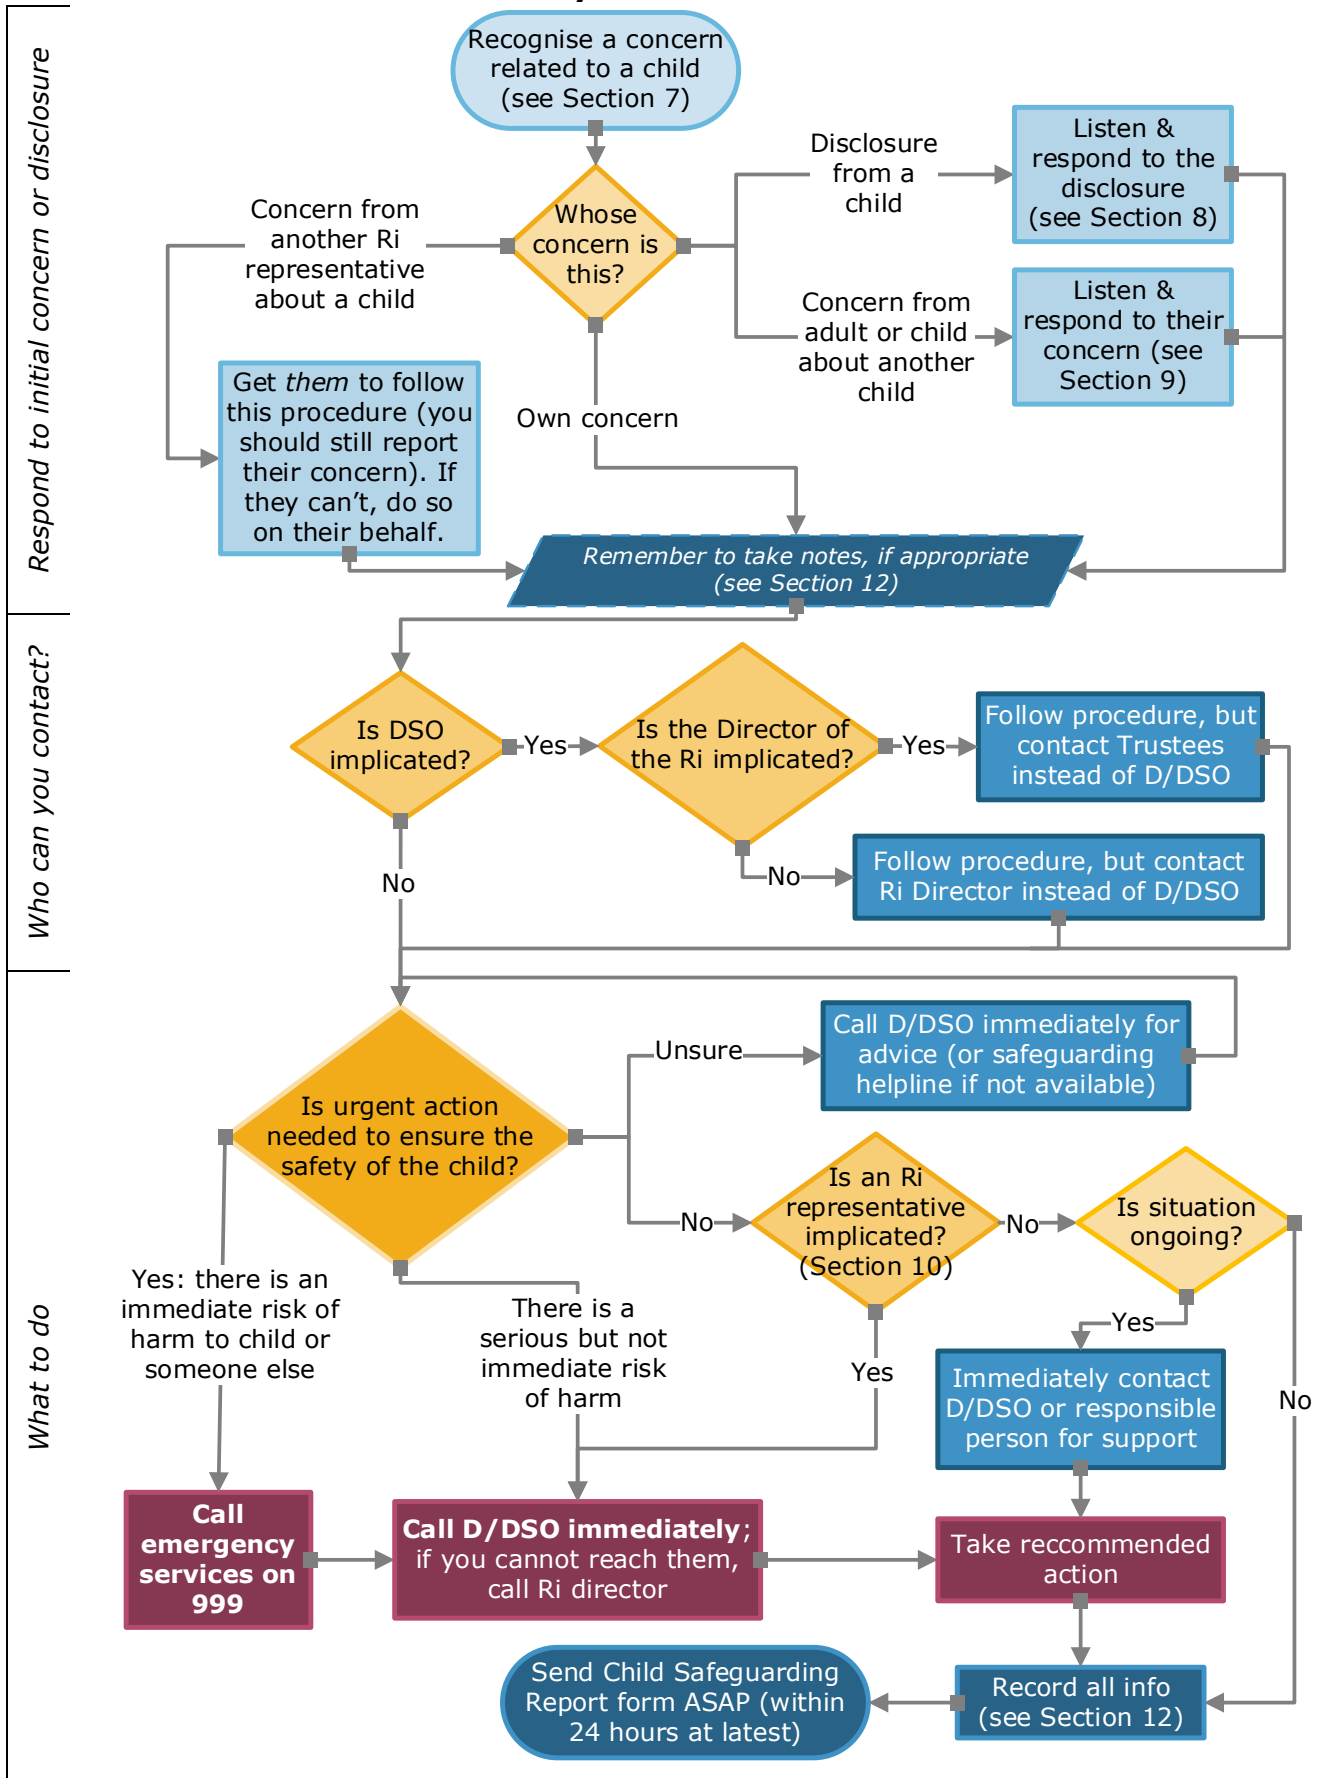 Recognise a concern
related to a child
(see Section 7)
Respond to initial concern or disclosure
Whose
concern is
this?
Disclosure
from a
child
Listen &
respond to the
disclosure
(see Section 8)
Concern from
another Ri
representative
about a child
Concern from
adult or child
about another
child
Listen &
respond to their
concern (see
Section 9)
Get them to follow
this procedure (you
should still report
their concern). If
they can't, do so
on their behalf.
Own concern
Remember to take notes, if appropriate
(see Section 12)
Who can you contact?
Is DSO
implicated?
Yes
Is the Director of
the Ri implicated?
Yes
Follow procedure, but
contact Trustees
instead of D/DSO
No
No
Follow procedure, but contact
Ri Director instead of D/DSO
What to do
Is urgent action
needed to ensure the
safety of the child?
Unsure
Call D/DSO immediately for
advice (or safeguarding
helpline if not available)
No
Is an Ri
representative
implicated?
(Section 10)
No
Is situation
ongoing?
Yes: there is an
immediate risk of
harm to child or
someone else
There is a
serious but not
immediate risk
of harm
Yes
Yes
Immediately contact
D/DSO or responsible
person for support
No
Call
emergency
services on
999
Call D/DSO immediately;
if you cannot reach them,
call Ri director
Take reccommended
action
Send Child Safeguarding
Report form ASAP (within
24 hours at latest)
Record all info
(see Section 12)